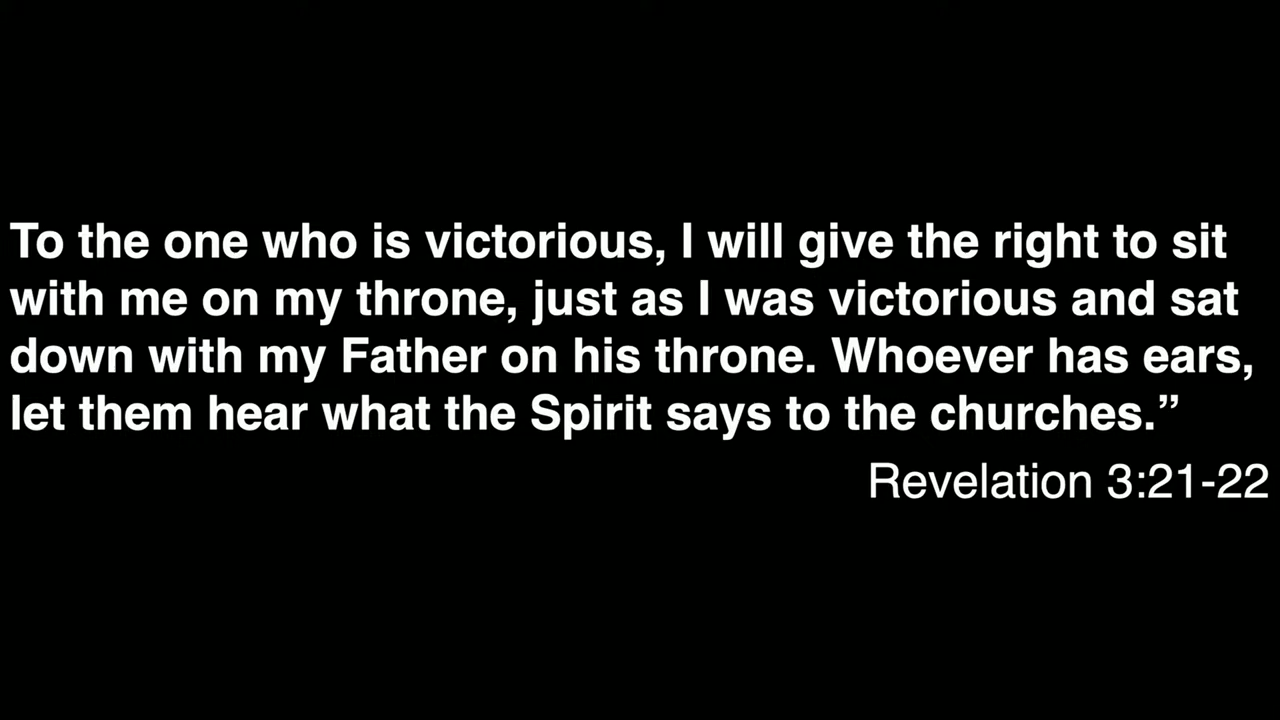 To the one who is victorious, I will give the right to sit
with me on my throne, just as I was victorious and sat
down with my Father on his throne. Whoever has ears,
let them hear what the Spirit says to the churches.”
Revelation 3:21-22